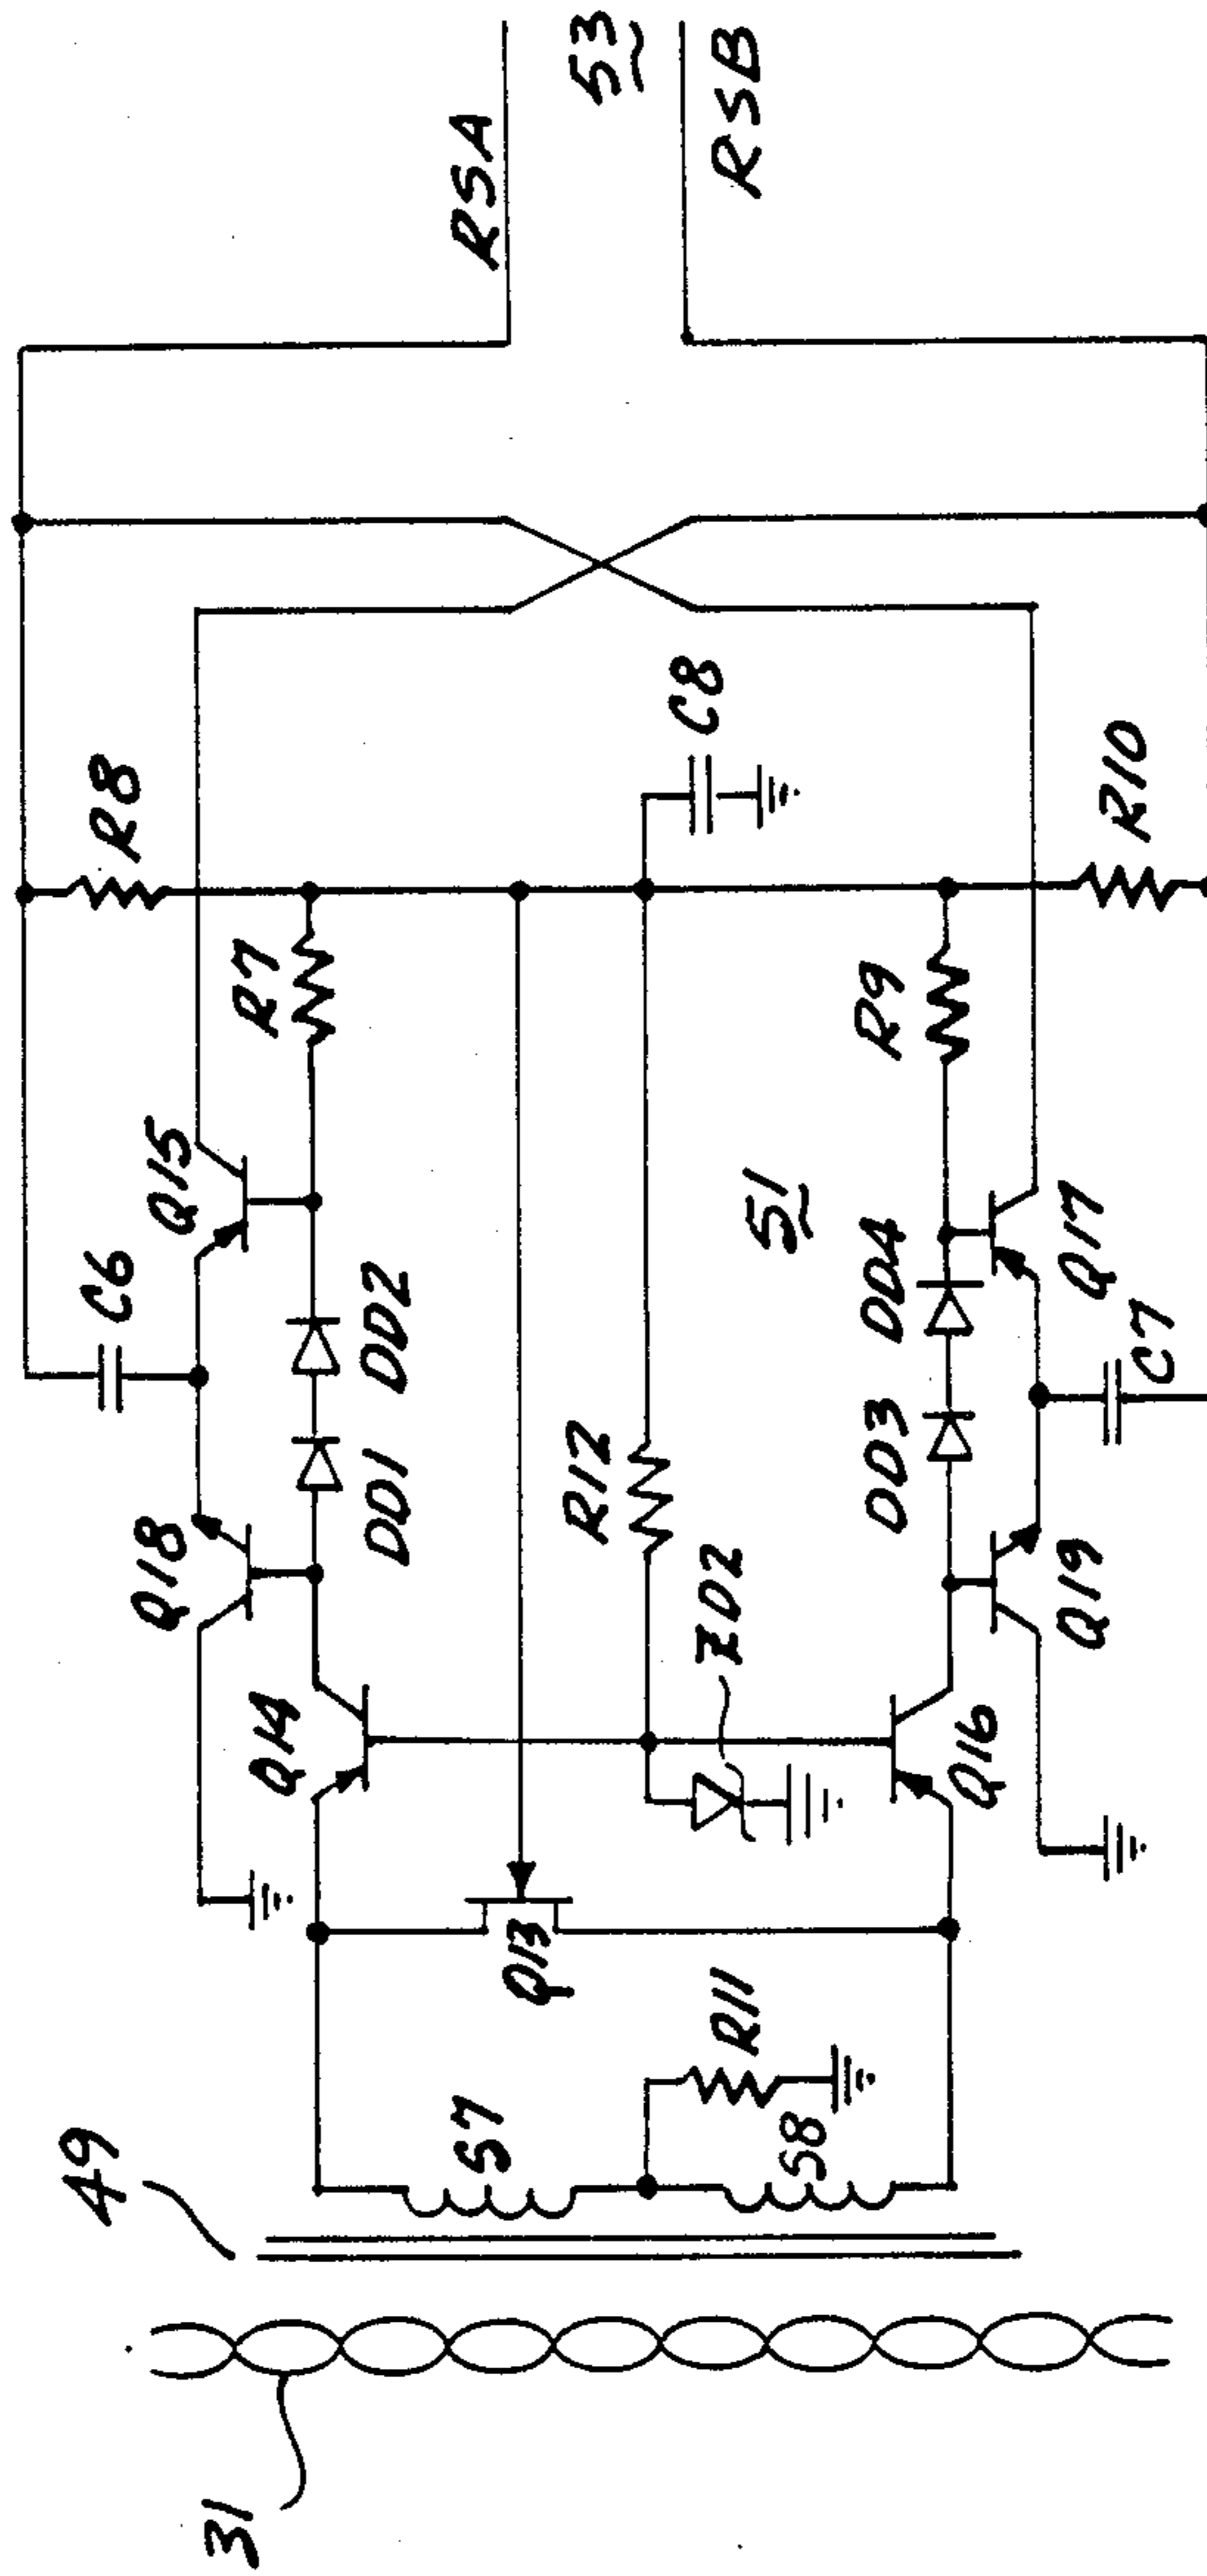 31
49
S7
S8
R11
Q13
Q14
Q16
ZD2
R12
Q18
Q19
DD1
DD2
DD3
DD4
C6
C7
Q15
Q17
51
R7
R9
R8
R10
C8
RSA
53
RSB